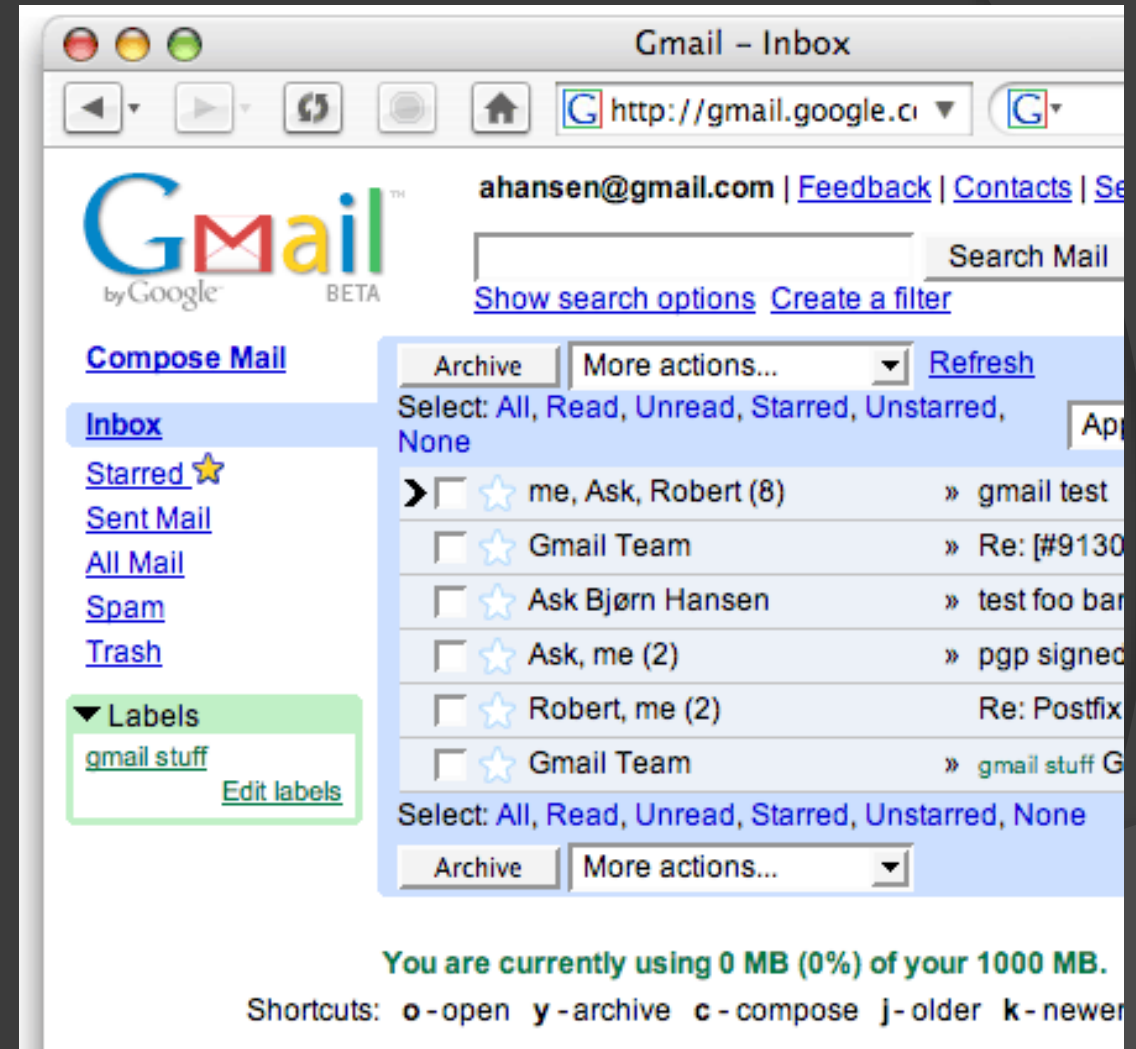 Gmail – Inbox
http://gmail.google.c
G
Gmail TM
by Google BETA
ahansen@gmail.com | Feedback | Contacts | Se
Search Mail
Show search options Create a filter
Compose Mail
Inbox
Starred
Sent Mail
All Mail
Spam
Trash
Labels
gmail stuff
Edit labels
Archive More actions... Refresh
Select: All, Read, Unread, Starred, Unstarred,
None
App
me, Ask, Robert (8) » gmail test
Gmail Team » Re: [#9130
Ask Bjørn Hansen » test foo bar
Ask, me (2) » pgp signed
Robert, me (2) Re: Postfix
Gmail Team » gmail stuff G
Select: All, Read, Unread, Starred, Unstarred, None
Archive More actions...
You are currently using 0 MB (0%) of your 1000 MB.
Shortcuts: o - open y - archive c - compose j - older k - newer